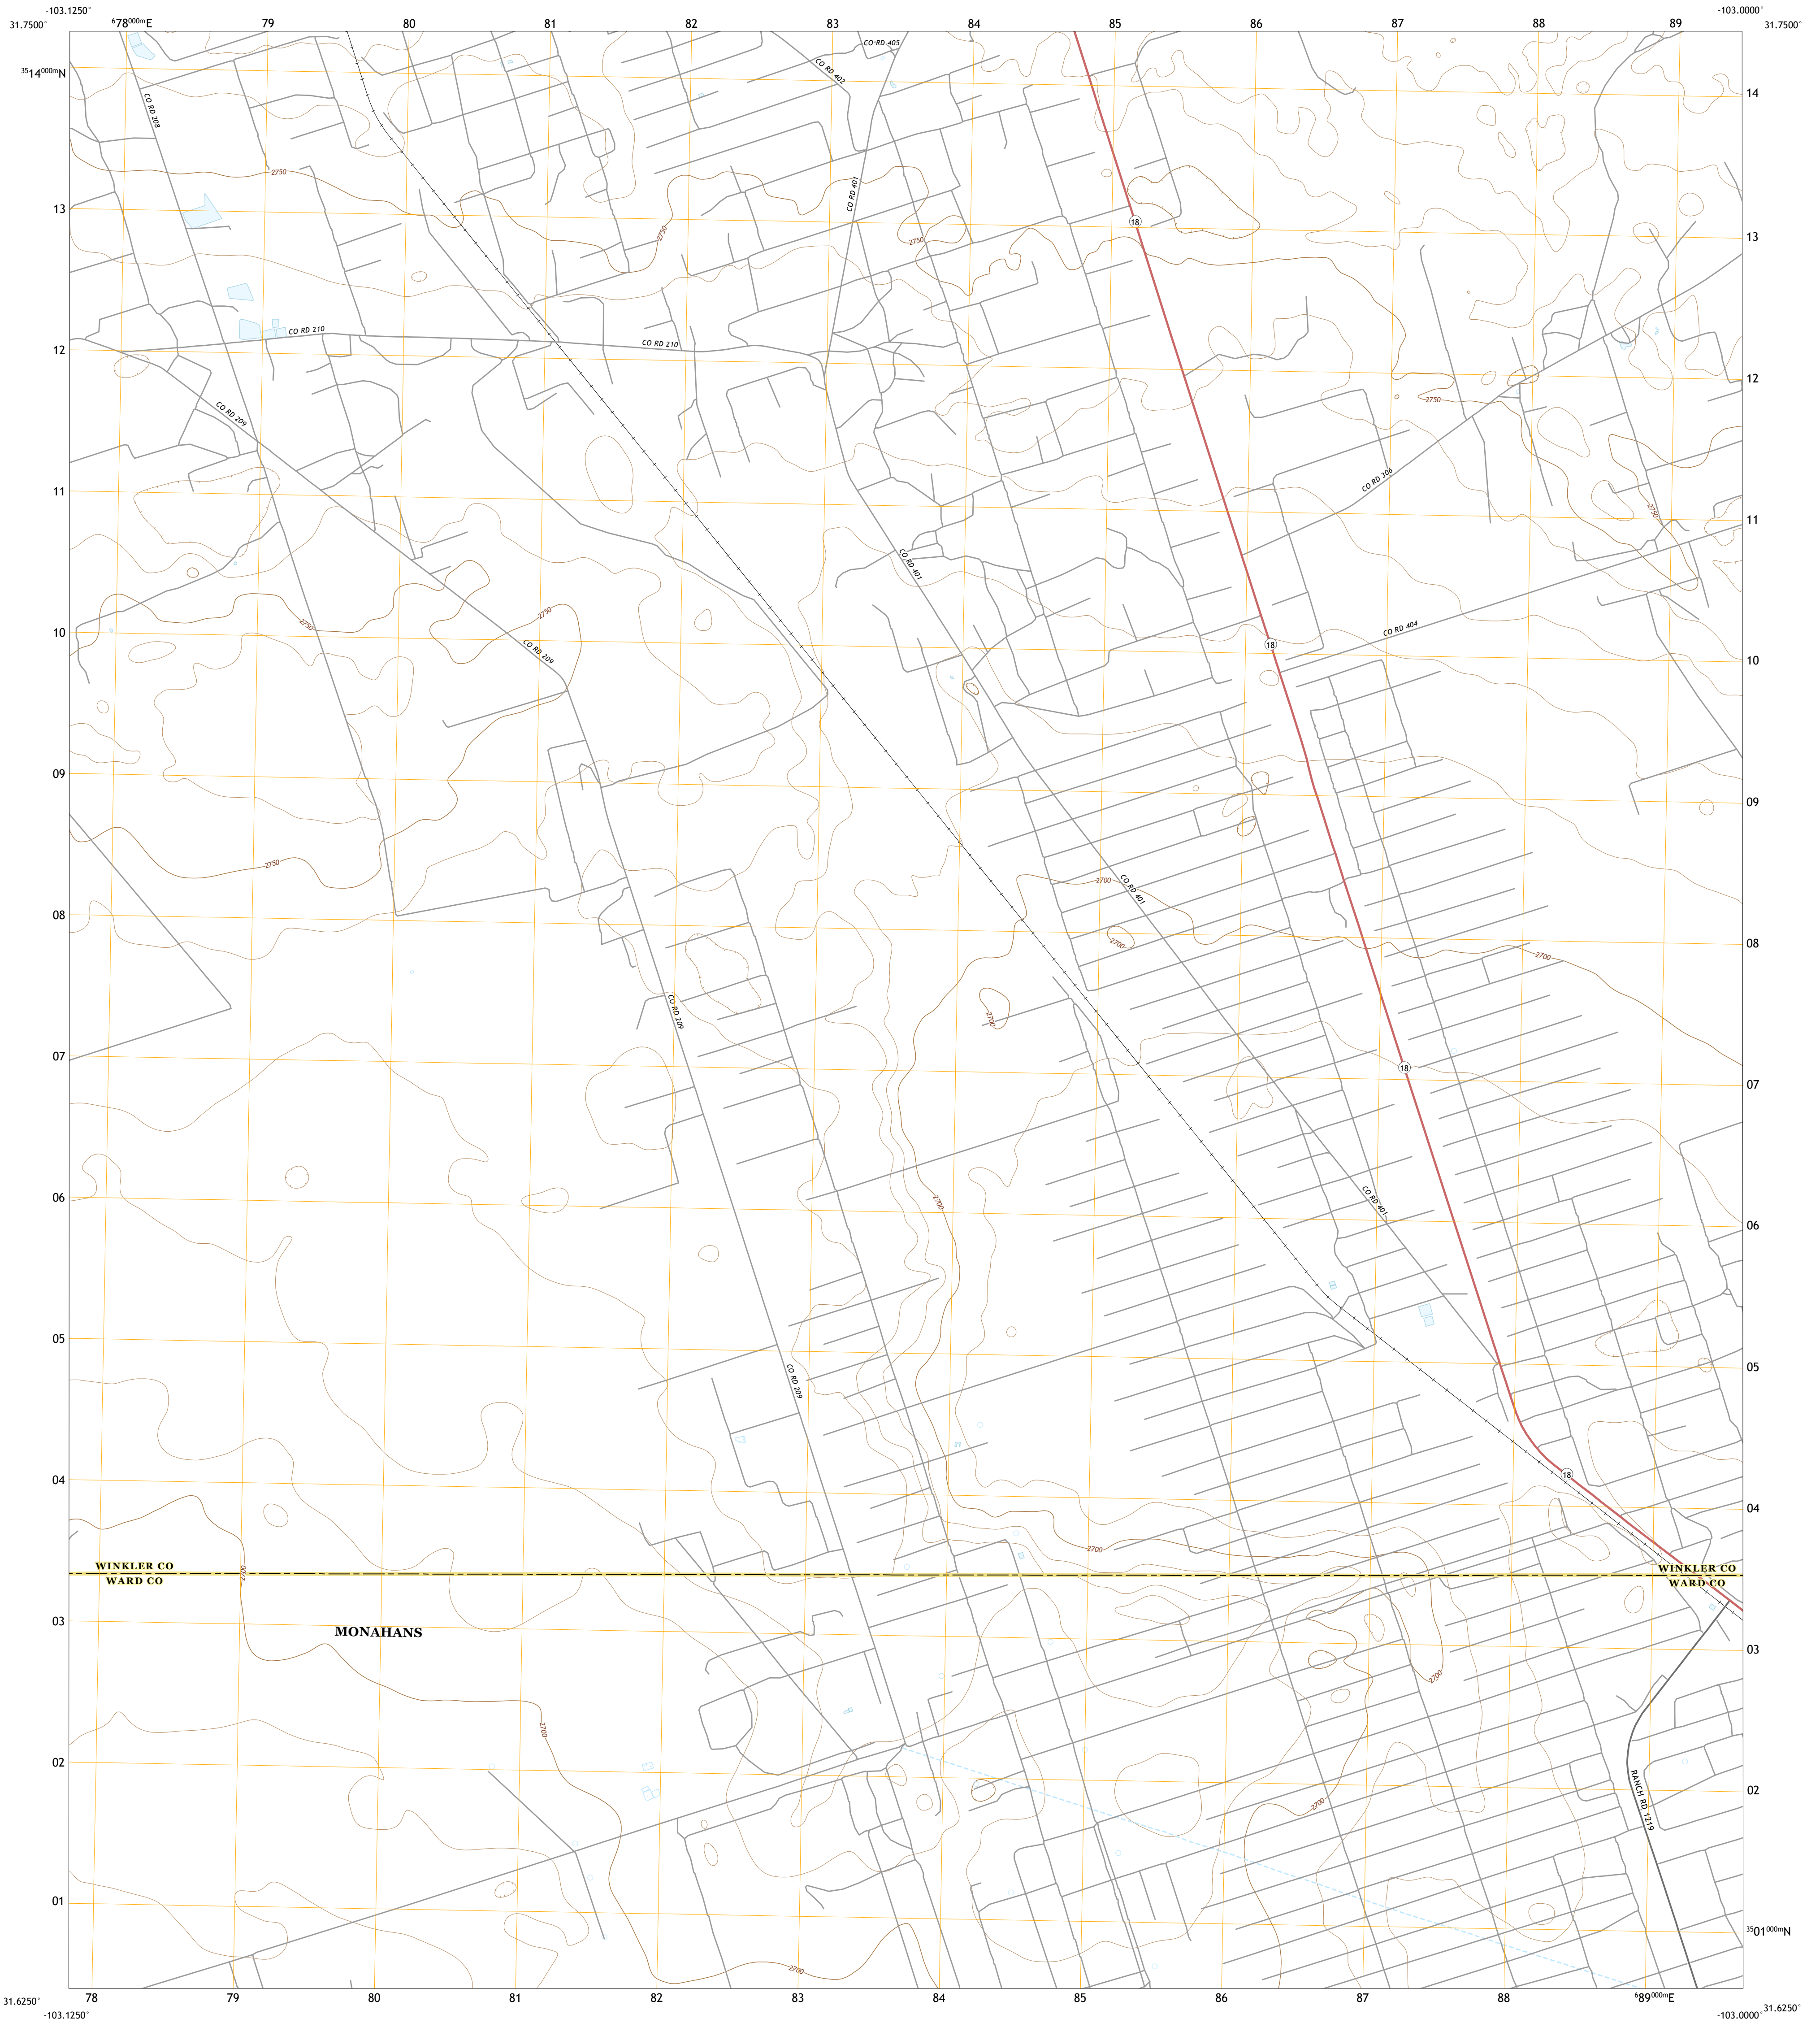 -103.1250° -103.0000°
31.7500° ⁶78⁰⁰⁰ᵐE 79 80 81 82 83 84 85 86 87 88 89 31.7500°
CO RD 405
³⁵14⁰⁰⁰ᵐN CO RD 402 14
CO RD 208
2750
CO RD 401
13 2750 2750 18 13
CO RD 210
12 CO RD 210 12
2750
CO RD 209
CO RD 306
11 2750 11
CO RD 401
2750 2750
10 CO RD 209 CO RD 404 10
18
09 09
2750 2700
CO RD 401
08 2700 2700 08
CO RD 209 2700
07 18 07
06 2700 CO RD 401 06
05 05
CO RD 209
04 18 04
2700
WINKLER CO 2700 WINKLER CO
WARD CO WARD CO
03 MONAHANS 03
2700
2700
02 2700 RANCH RD 1219 02
01 ³⁵01⁰⁰⁰ᵐN
2700
31.6250° 78 79 80 81 82 83 84 85 86 87 88 ⁶89⁰⁰⁰ᵐE 31.6250°
-103.1250° -103.0000°